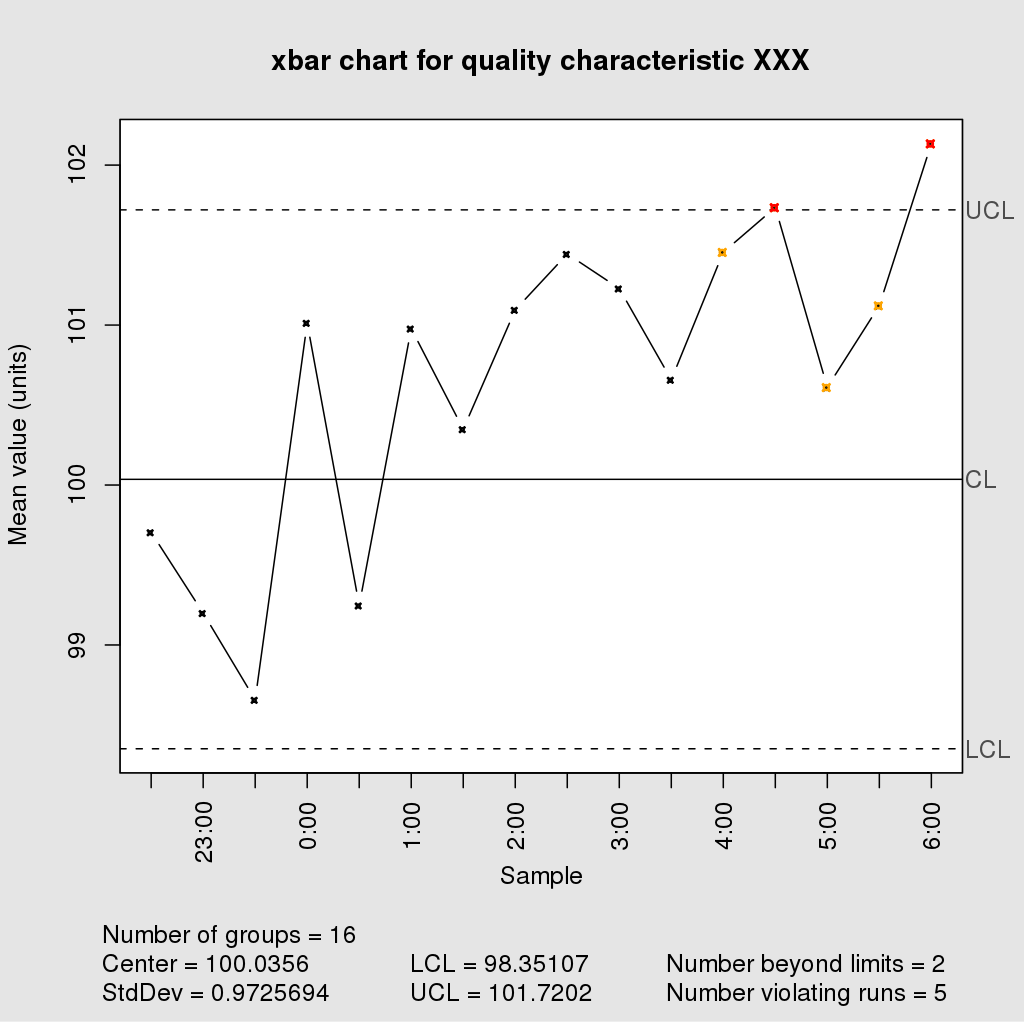 xbar chart for quality characteristic XXX
102
101
100
99
Mean value (units)
UCL
CL
LCL
23:00
0:00
1:00
2:00
3:00
4:00
5:00
6:00
Sample
Number of groups = 16
Center = 100.0356 LCL = 98.35107 Number beyond limits = 2
StdDev = 0.9725694 UCL = 101.7202 Number violating runs = 5